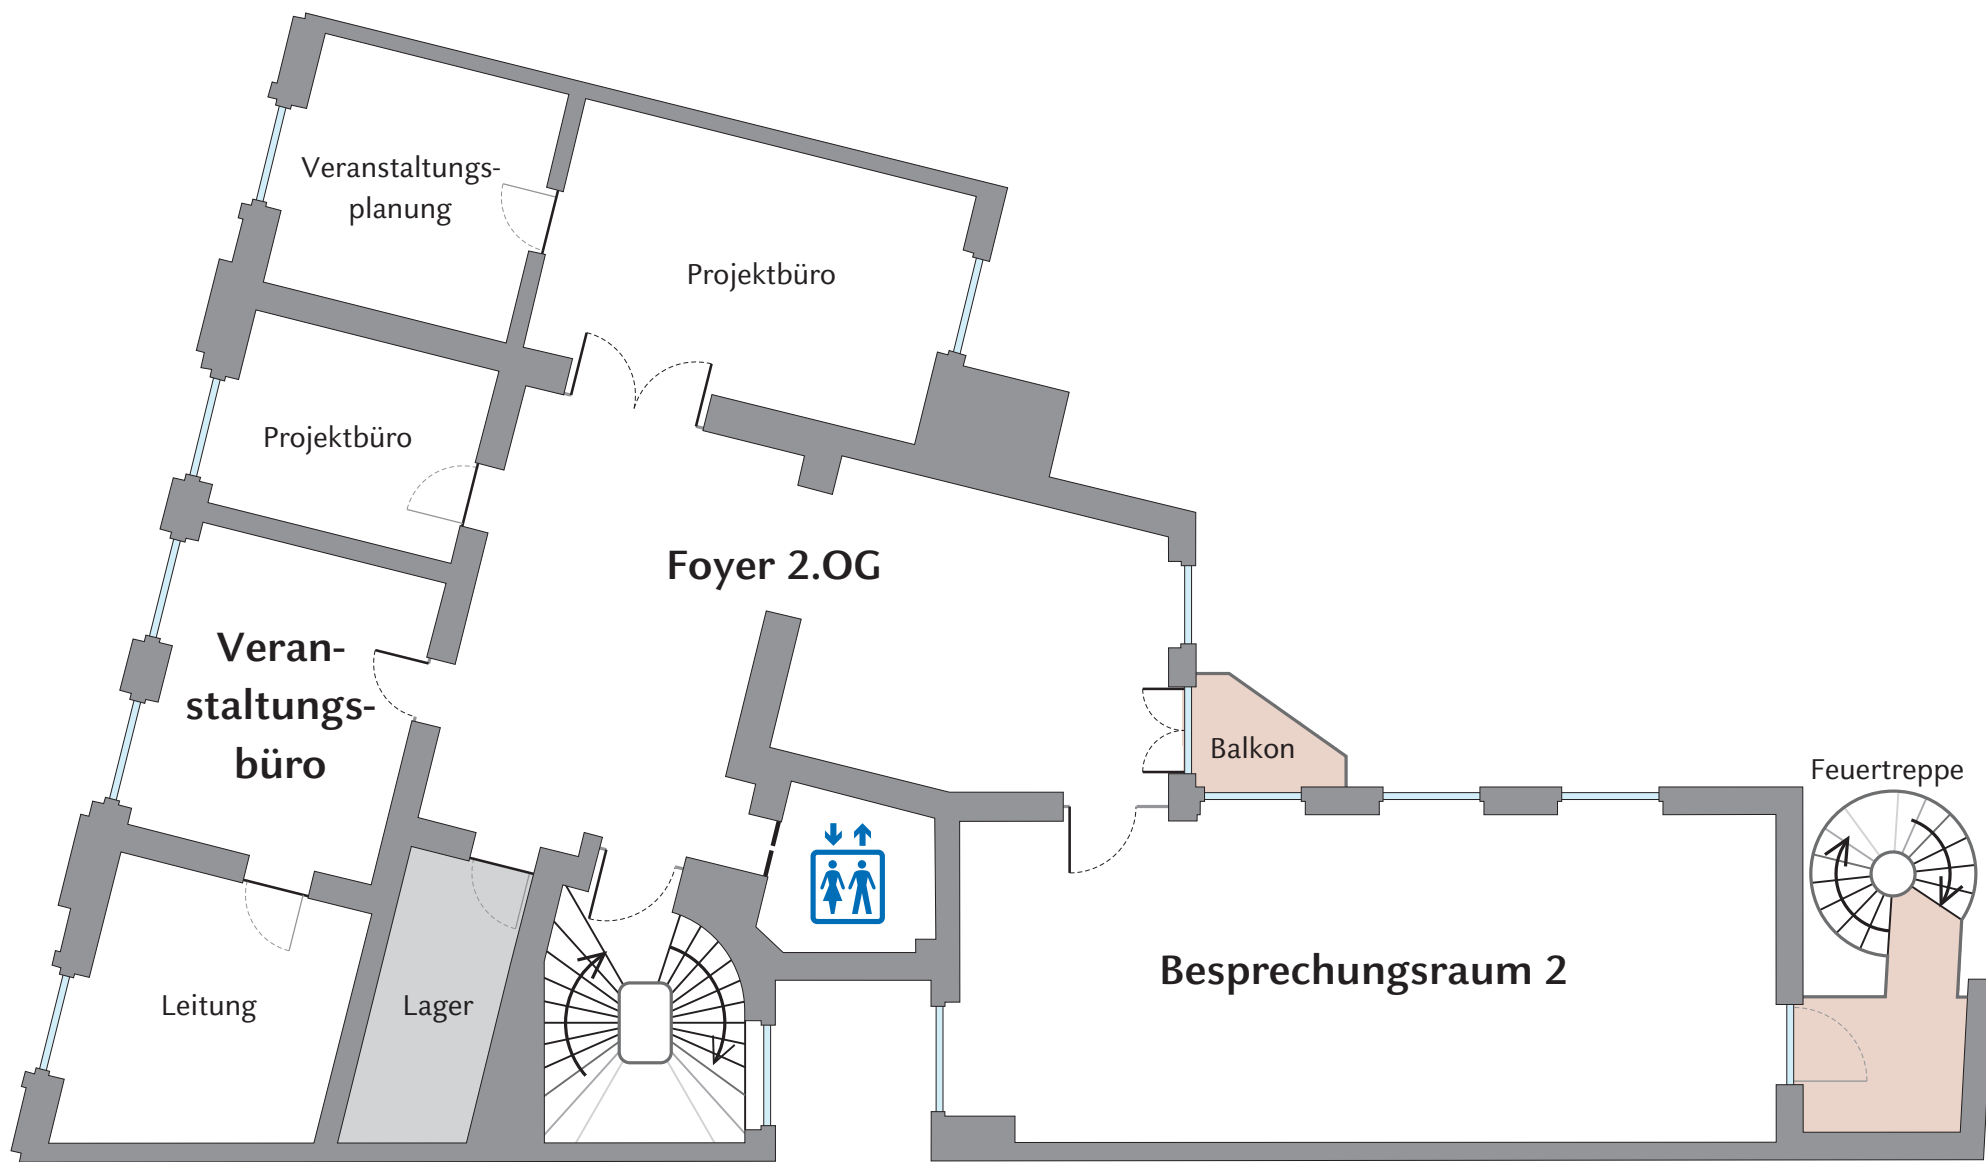 Veranstaltungs-
planung
Projektbüro
Projektbüro
Foyer 2.OG
Veran-
staltungs-
büro
Balkon
Feuertreppe
Besprechungsraum 2
Leitung
Lager